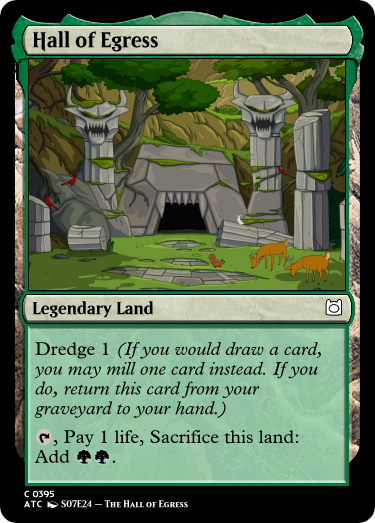 Hall of Egress
Legendary Land
Dredge 1 (If you would draw a card,
you may mill one card instead. If you
do, return this card from your
graveyard to your hand.)
, Pay 1 life, Sacrifice this land:
Add .
C 0395
ATC S07E24 – The Hall of Egress